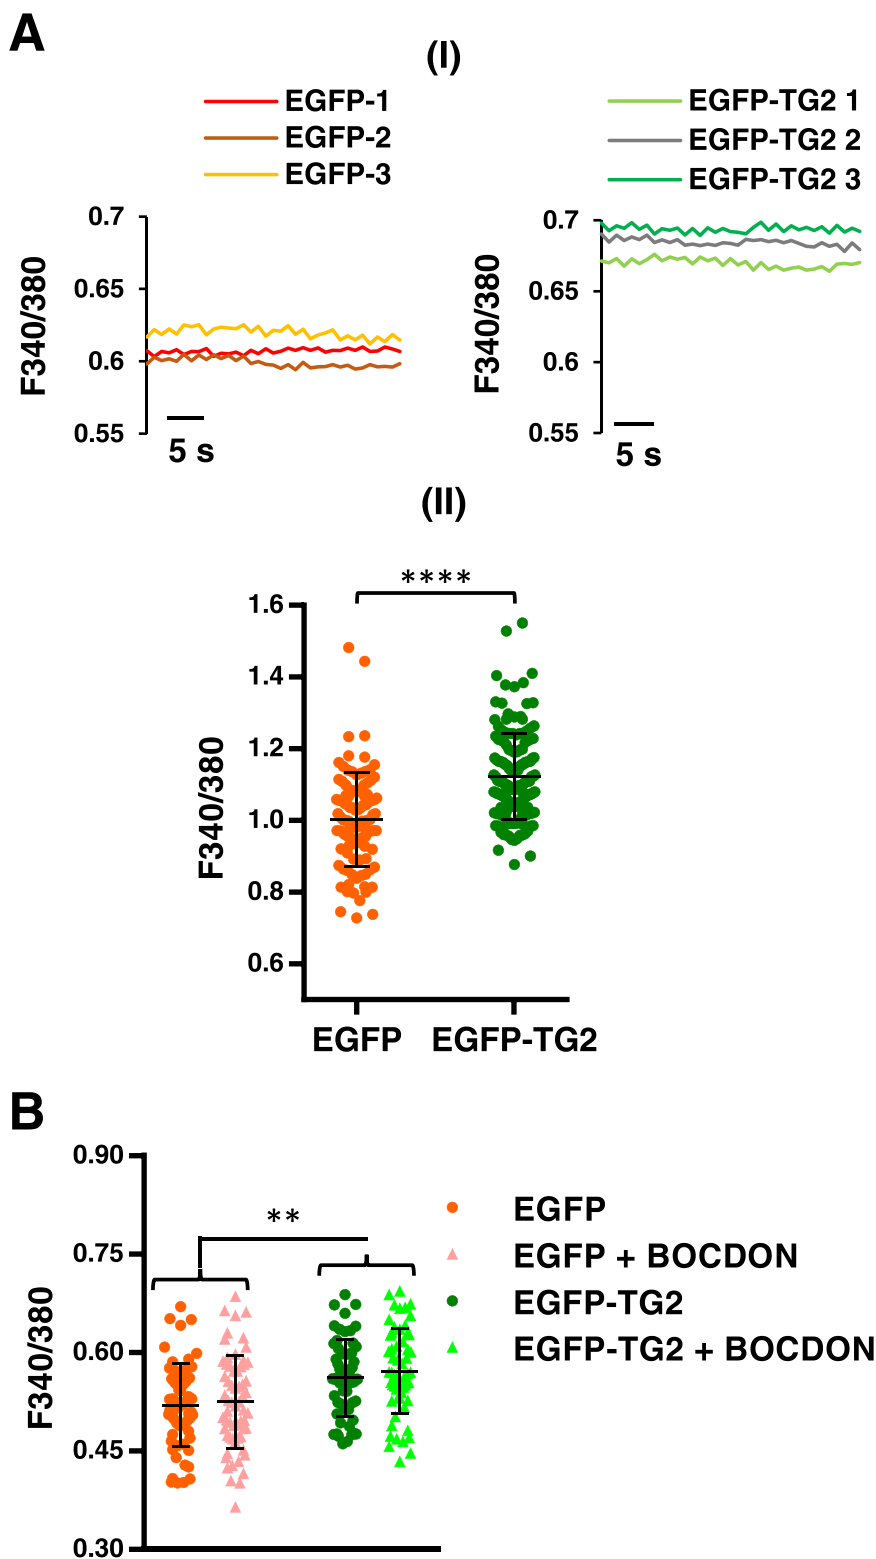 A
(I)
EGFP-1
EGFP-2
EGFP-3
EGFP-TG2 1
EGFP-TG2 2
EGFP-TG2 3
0.7
0.65
0.6
0.55
F340/380
5 s
0.7
0.65
0.6
0.55
F340/380
5 s
(II)
****
1.6
1.4
1.2
1.0
0.8
0.6
F340/380
EGFP
EGFP-TG2
B
0.90
0.75
0.60
0.45
0.30
F340/380
**
EGFP
EGFP + BOCDON
EGFP-TG2
EGFP-TG2 + BOCDON